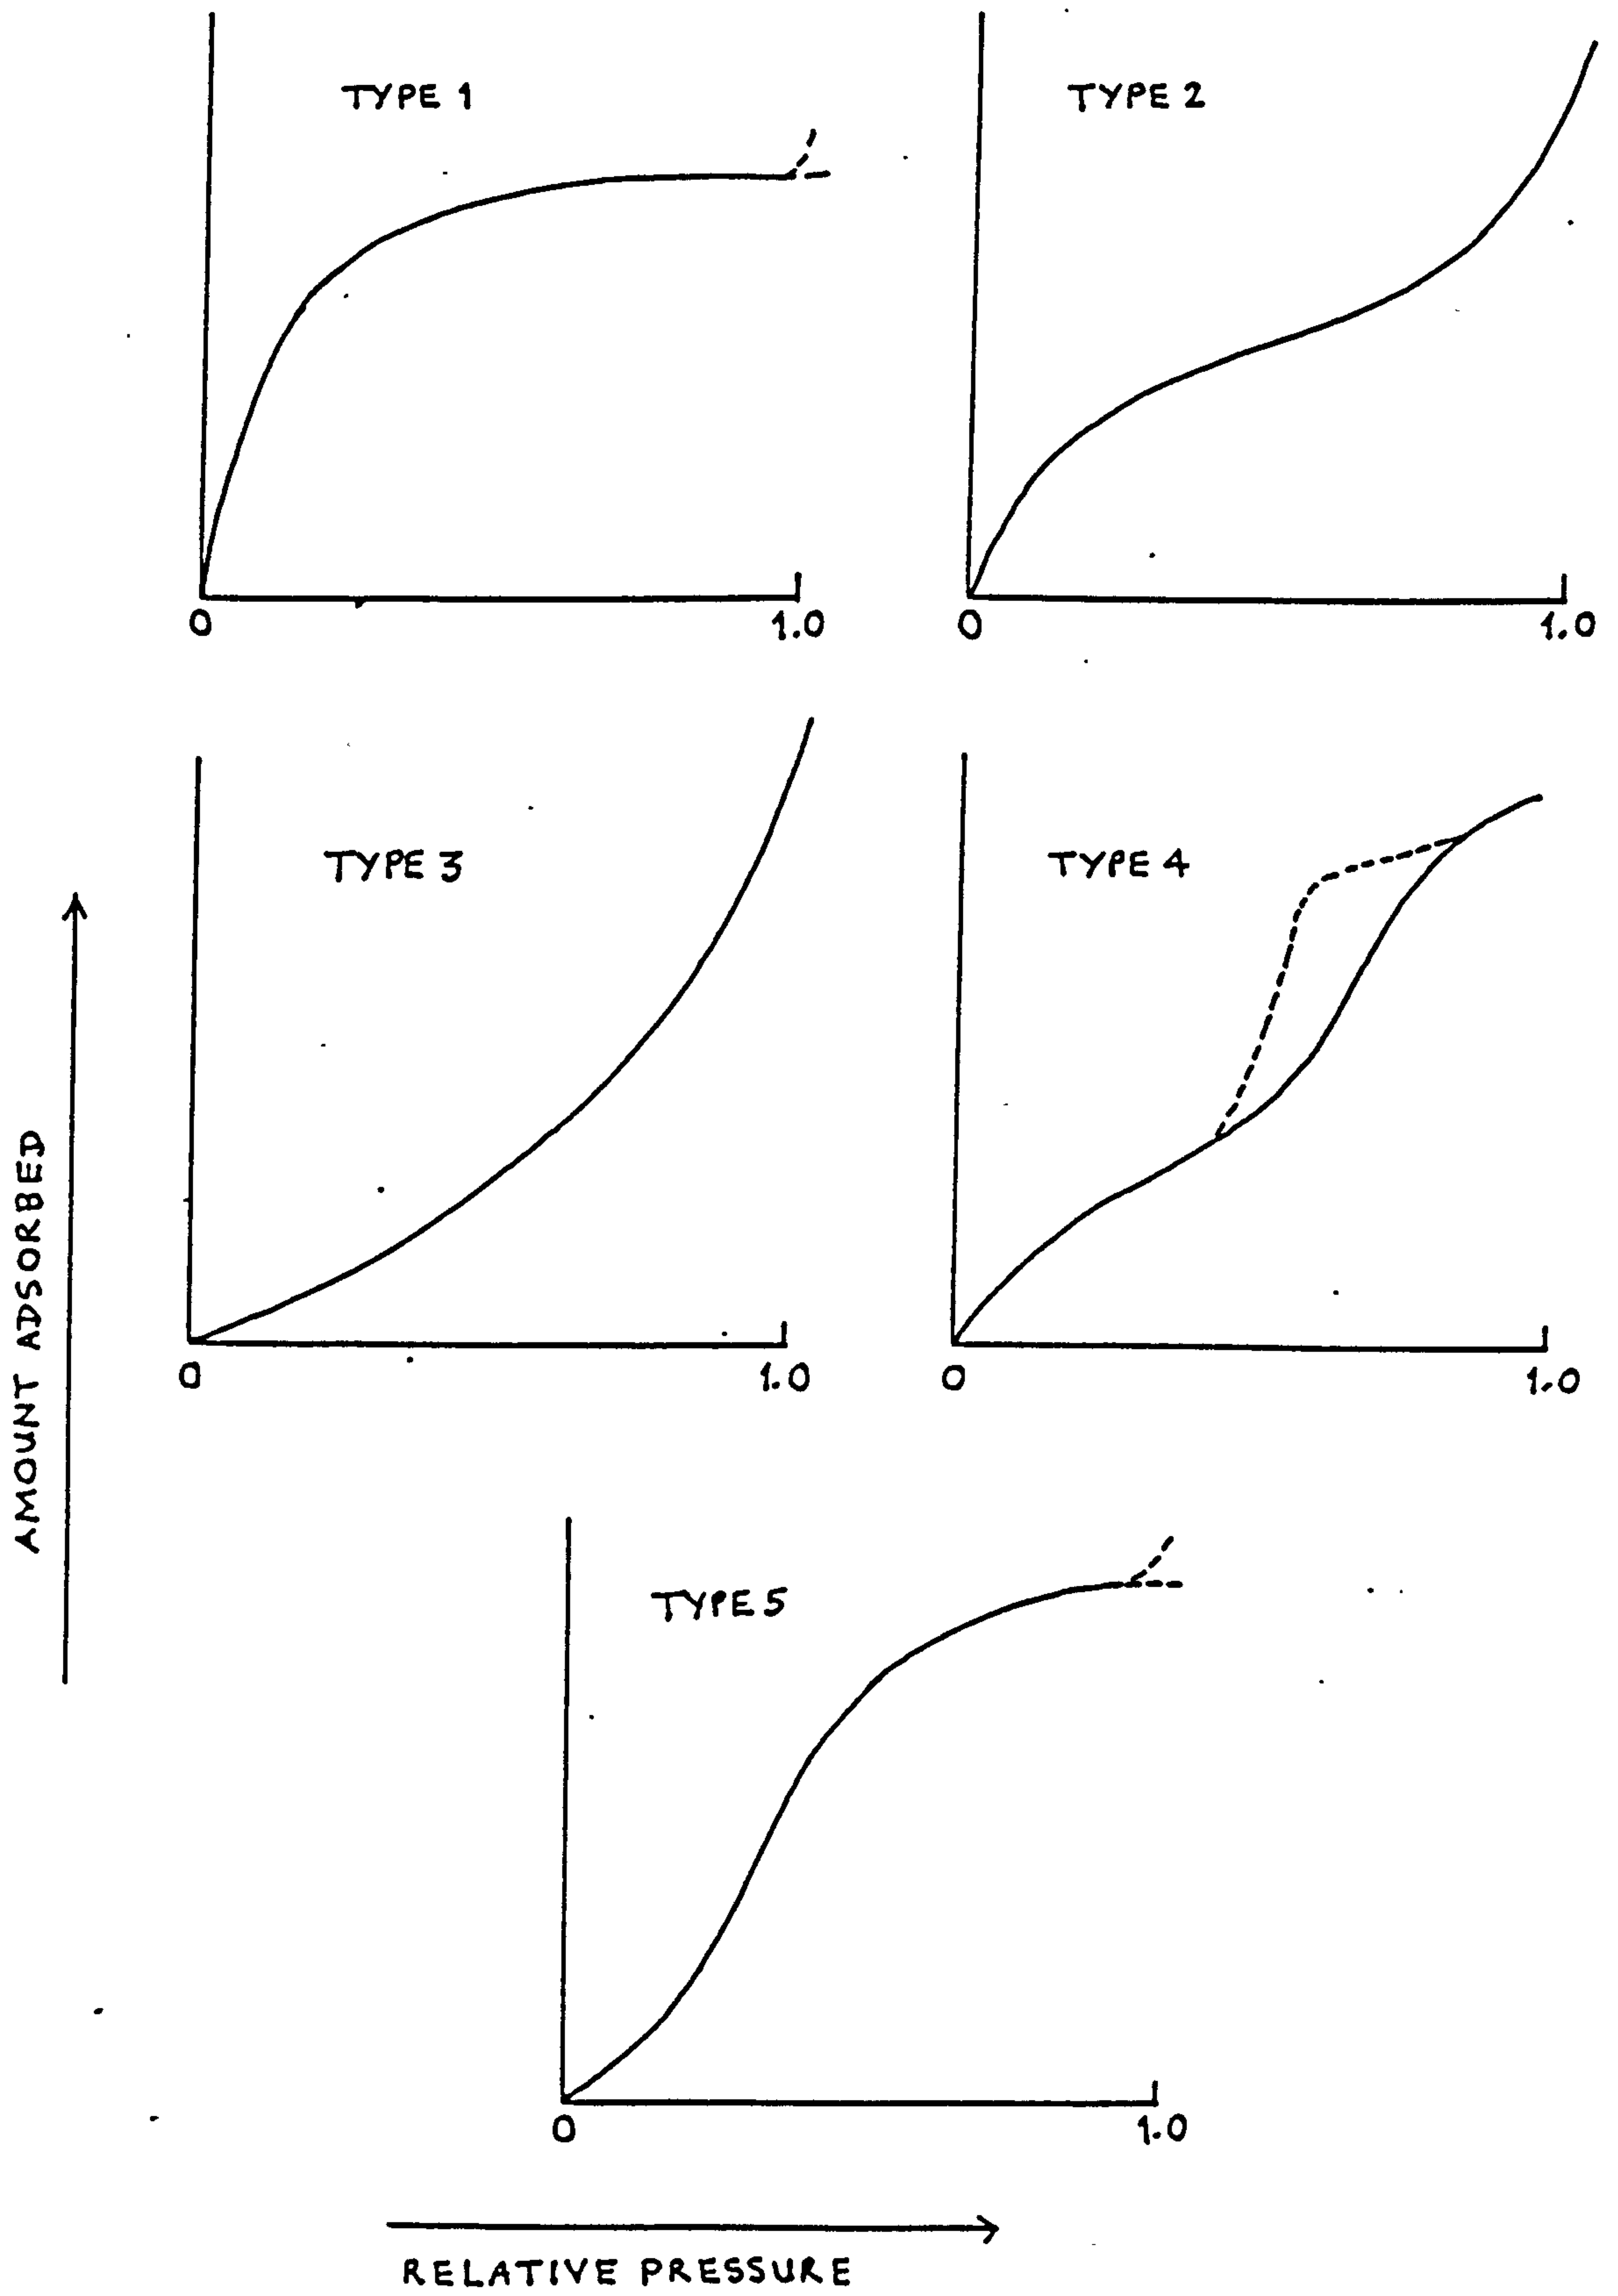 TYPE 1
TYPE 2
0
1.0
0
1.0
TYPE 3
TYPE 4
0
1.0
0
1.0
AMOUNT ADSORBED
TYPE 5
0
1.0
RELATIVE PRESSURE